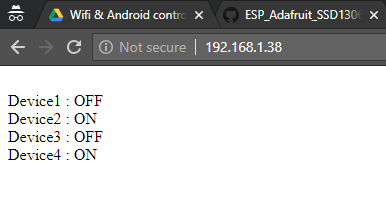 Wifi & Android contro
ESP_Adafruit_SSD130
Not secure
192.168.1.38
Device1 : OFF
Device2 : ON
Device3 : OFF
Device4 : ON